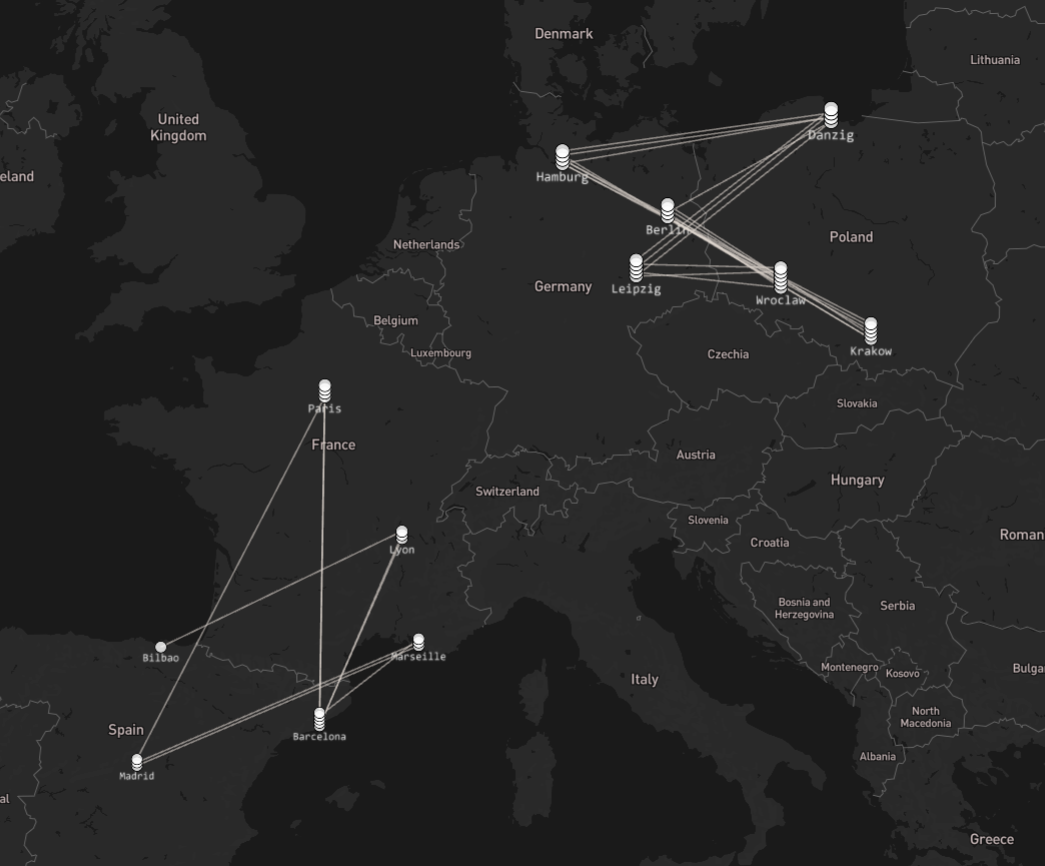 Denmark
Lithuania
United
Kingdom
Danzig
eland
Hamburg
Berlin
Poland
Netherlands
Germany
Leipzig
Wroclaw
Belgium
Luxembourg
Czechia
Krakow
Paris
Slovakia
France
Austria
Hungary
Switzerland
Slovenia
Croatia
Roman
Lyon
Bosnia and
Herzegovina
Serbia
Bilbao
Marseille
Montenegro
Kosovo
Bulga
Italy
Spain
Barcelona
North
Macedonia
Albania
Madrid
al
Greece